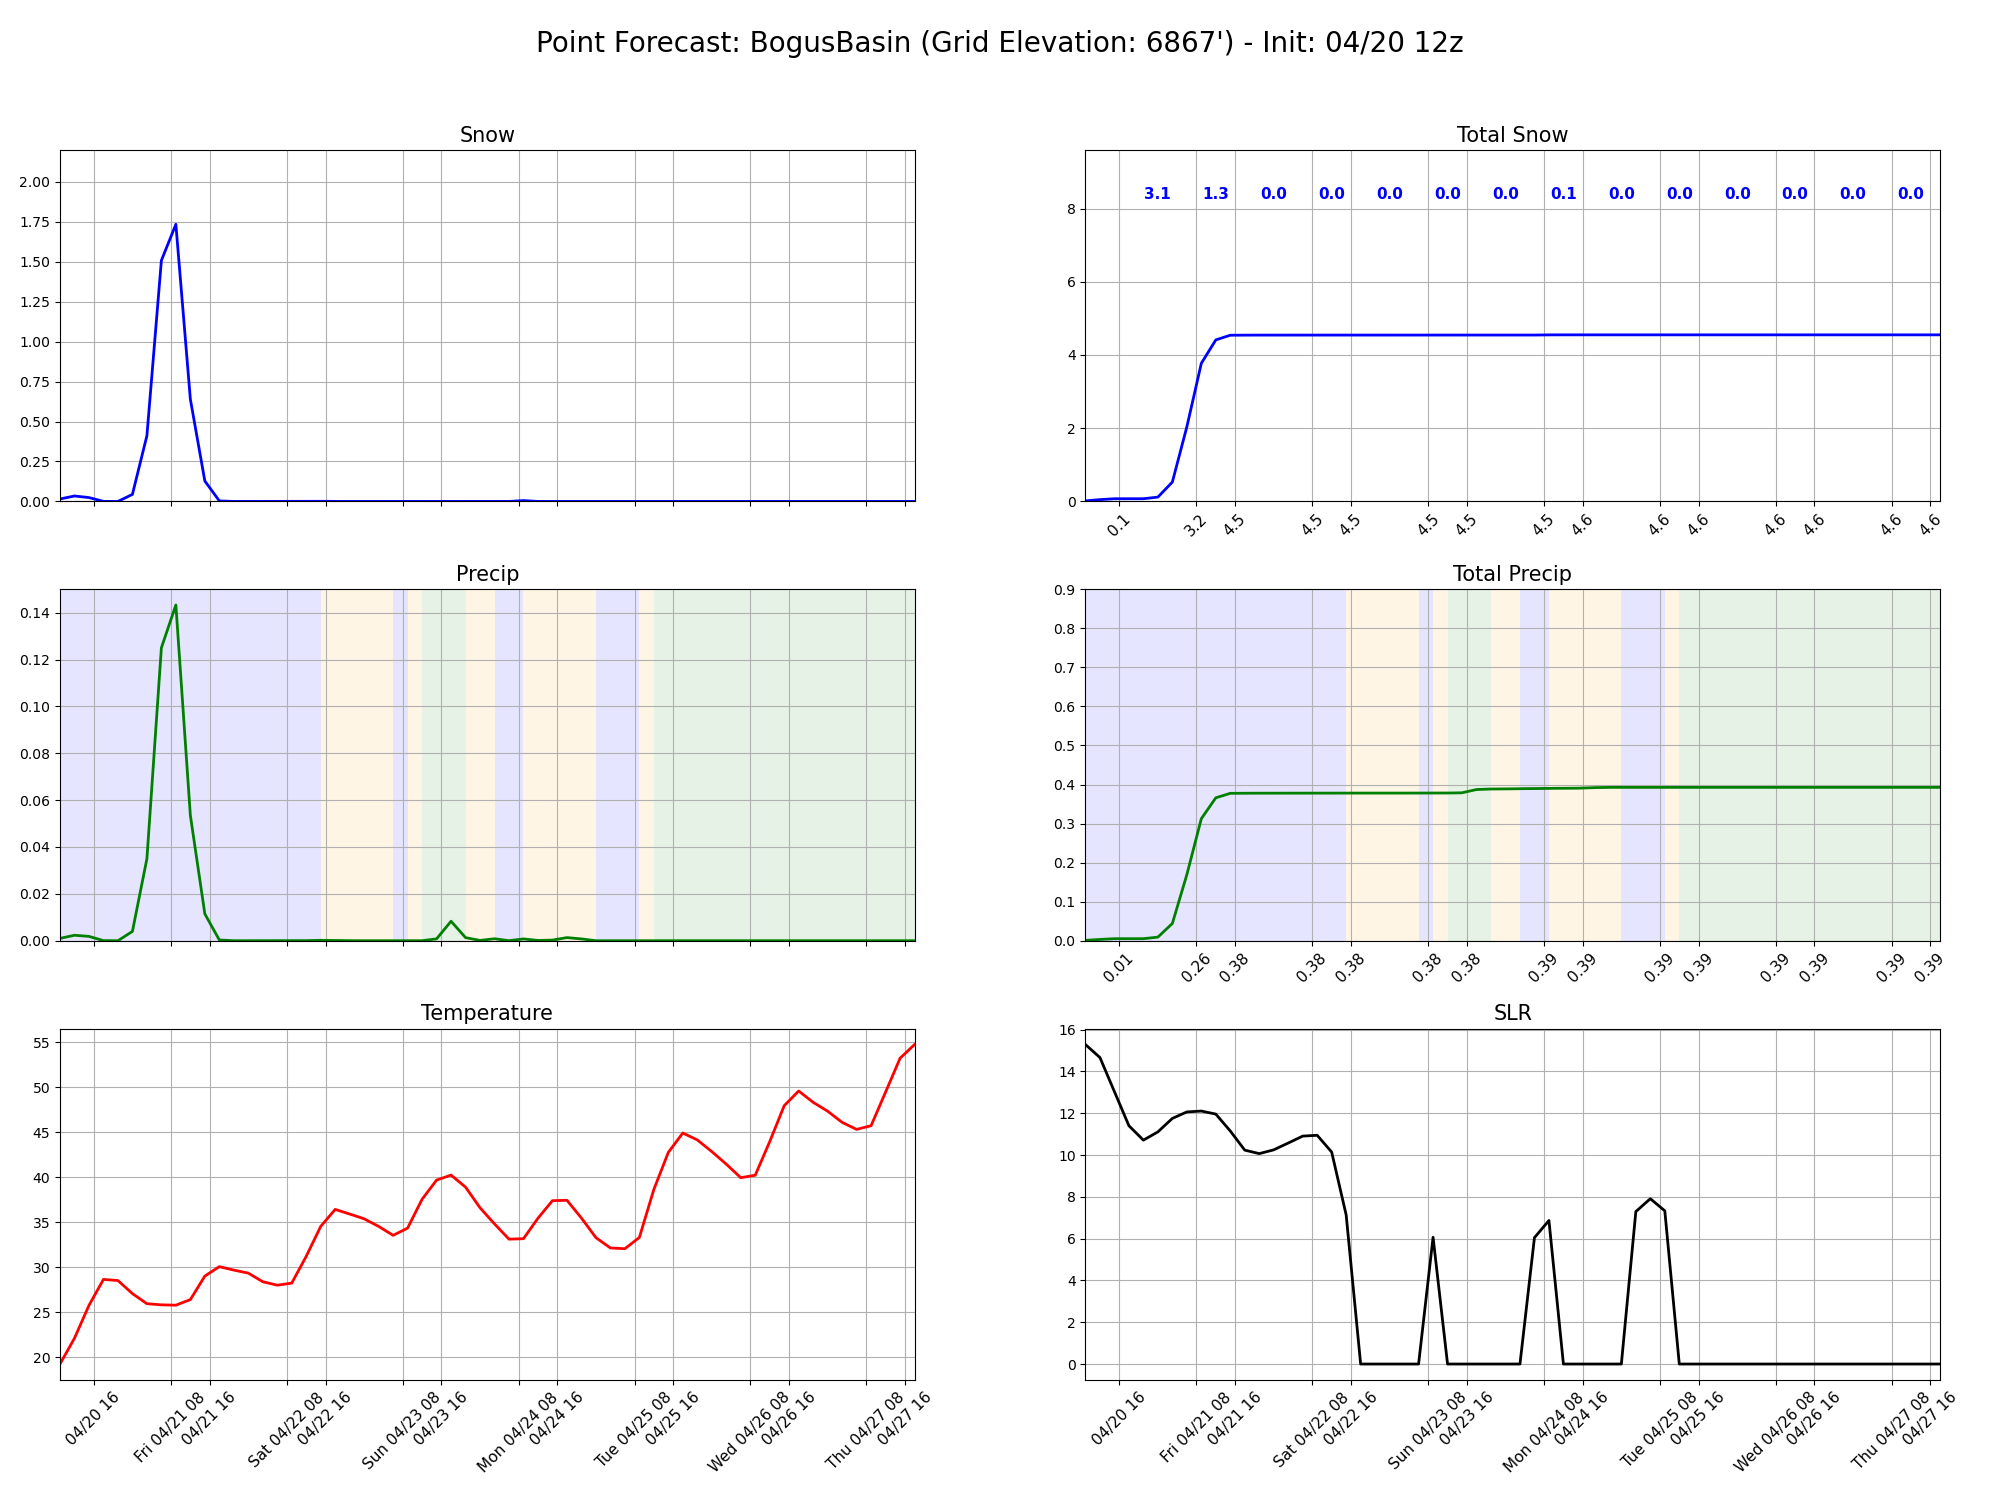 Point Forecast: BogusBasin (Grid Elevation: 6867') - Init: 04/20 12z
Snow
2.00
1.75
1.50
1.25
1.00
0.75
0.50
0.25
0.00
Total Snow
3.1 1.3 0.0 0.0 0.0 0.0 0.0 0.1 0.0 0.0 0.0 0.0 0.0 0.0
8
6
4
2
0
0.1 3.2 4.5 4.5 4.5 4.5 4.5 4.5 4.6 4.6 4.6 4.6 4.6 4.6 4.6
Precip
0.14
0.12
0.10
0.08
0.06
0.04
0.02
0.00
Total Precip
0.9
0.8
0.7
0.6
0.5
0.4
0.3
0.2
0.1
0.0
0.01 0.26 0.38 0.38 0.38 0.38 0.38 0.39 0.39 0.39 0.39 0.39 0.39 0.39 0.39
Temperature
55
50
45
40
35
30
25
20
04/20 16
Fri 04/21 08
04/21 16
Sat 04/22 08
04/22 16
Sun 04/23 08
04/23 16
Mon 04/24 08
04/24 16
Tue 04/25 08
04/25 16
Wed 04/26 08
04/26 16
Thu 04/27 08
04/27 16
SLR
16
14
12
10
8
6
4
2
0
04/20 16
Fri 04/21 08
04/21 16
Sat 04/22 08
04/22 16
Sun 04/23 08
04/23 16
Mon 04/24 08
04/24 16
Tue 04/25 08
04/25 16
Wed 04/26 08
04/26 16
Thu 04/27 08
04/27 16